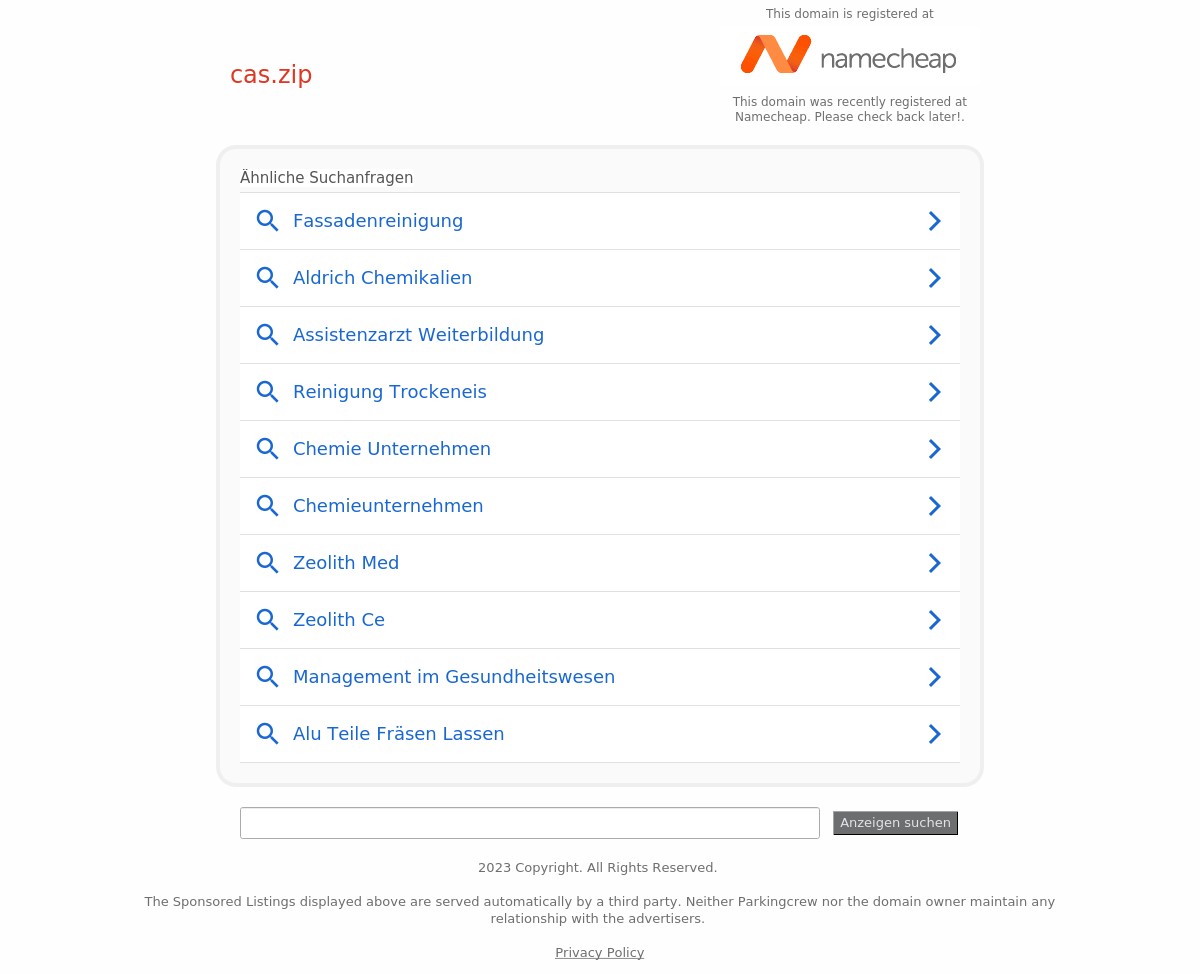 This domain is registered at
namecheap
cas.zip
This domain was recently registered at
Namecheap. Please check back later!.
Ähnliche Suchanfragen
Fassadenreinigung
Aldrich Chemikalien
Assistenzarzt Weiterbildung
Reinigung Trockeneis
Chemie Unternehmen
Chemieunternehmen
Zeolith Med
Zeolith Ce
Management im Gesundheitswesen
Alu Teile Fräsen Lassen
Anzeigen suchen
2023 Copyright. All Rights Reserved.
The Sponsored Listings displayed above are served automatically by a third party. Neither Parkingcrew nor the domain owner maintain any
relationship with the advertisers.
Privacy Policy